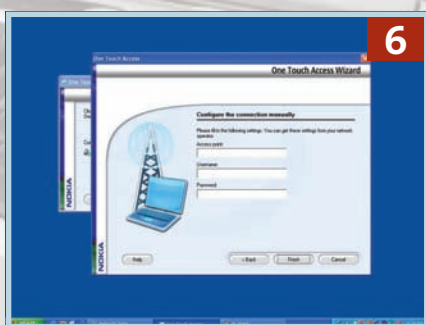 6
One Touch Access
One Touch Access Wizard
Configure the connection manually
Please fill in the following settings. You can get these settings from your network
operator.
Access point:
Username:
Password:
NOKIA
NOKIA
Help
< Back
Finish
Cancel